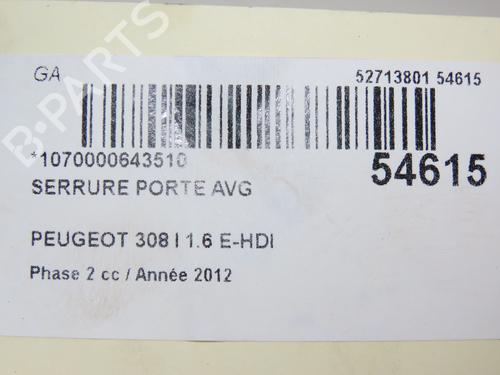 B-PARTS
GA
52713801 54615
*1070000643510
54615
SERRURE PORTE AVG
PEUGEOT 308 I 1.6 E-HDI
Phase 2 cc / Année 2012